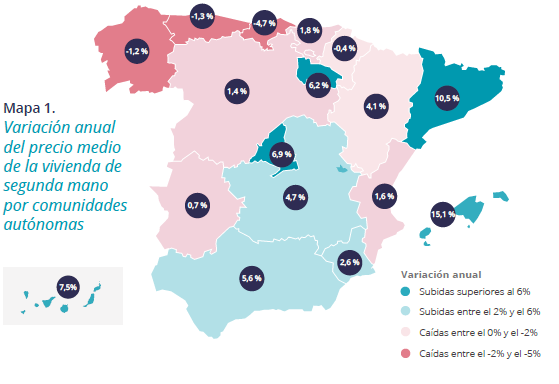 -1,3 %
-4,7 %
1,8 %
-0,4 %
-1,2 %
6,2 %
1,4 %
4,1 %
10,5 %
Mapa 1.
Variación anual
del precio medio
de la vivienda de
segunda mano
por comunidades
autónomas
6,9 %
0,7 %
4,7 %
1,6 %
15,1 %
2,6 %
5,6 %
7,5%
Variación anual
Subidas superiores al 6%
Subidas entre el 2% y el 6%
Caídas entre el 0% y el -2%
Caídas entre el -2% y el -5%